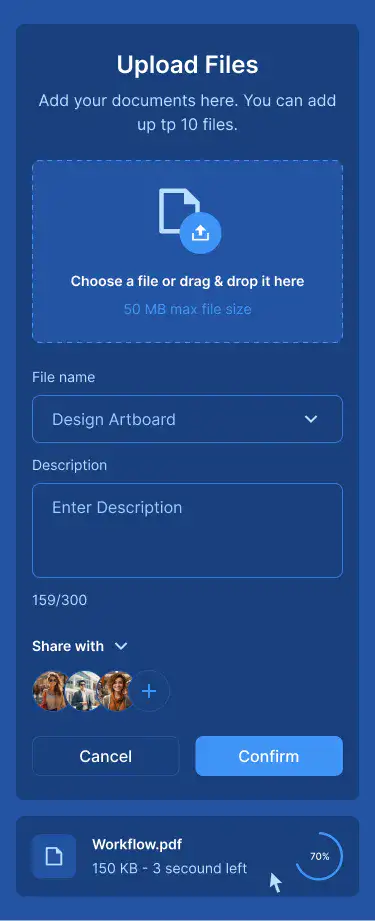 Upload Files
Add your documents here. You can add
up tp 10 files.
Choose a file or drag & drop it here
50 MB max file size
File name
Design Artboard
Description
Enter Description
159/300
Share with
Cancel
Confirm
Workflow.pdf
150 KB - 3 secound left
70%